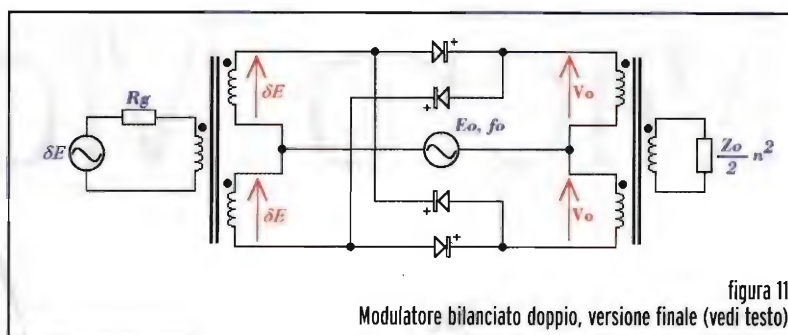 Rg
δE
δE
δE
Eo, fo
Vo
Vo
Zo/2 n²
+
+
+
+
figura 11
Modulatore bilanciato doppio, versione finale (vedi testo)